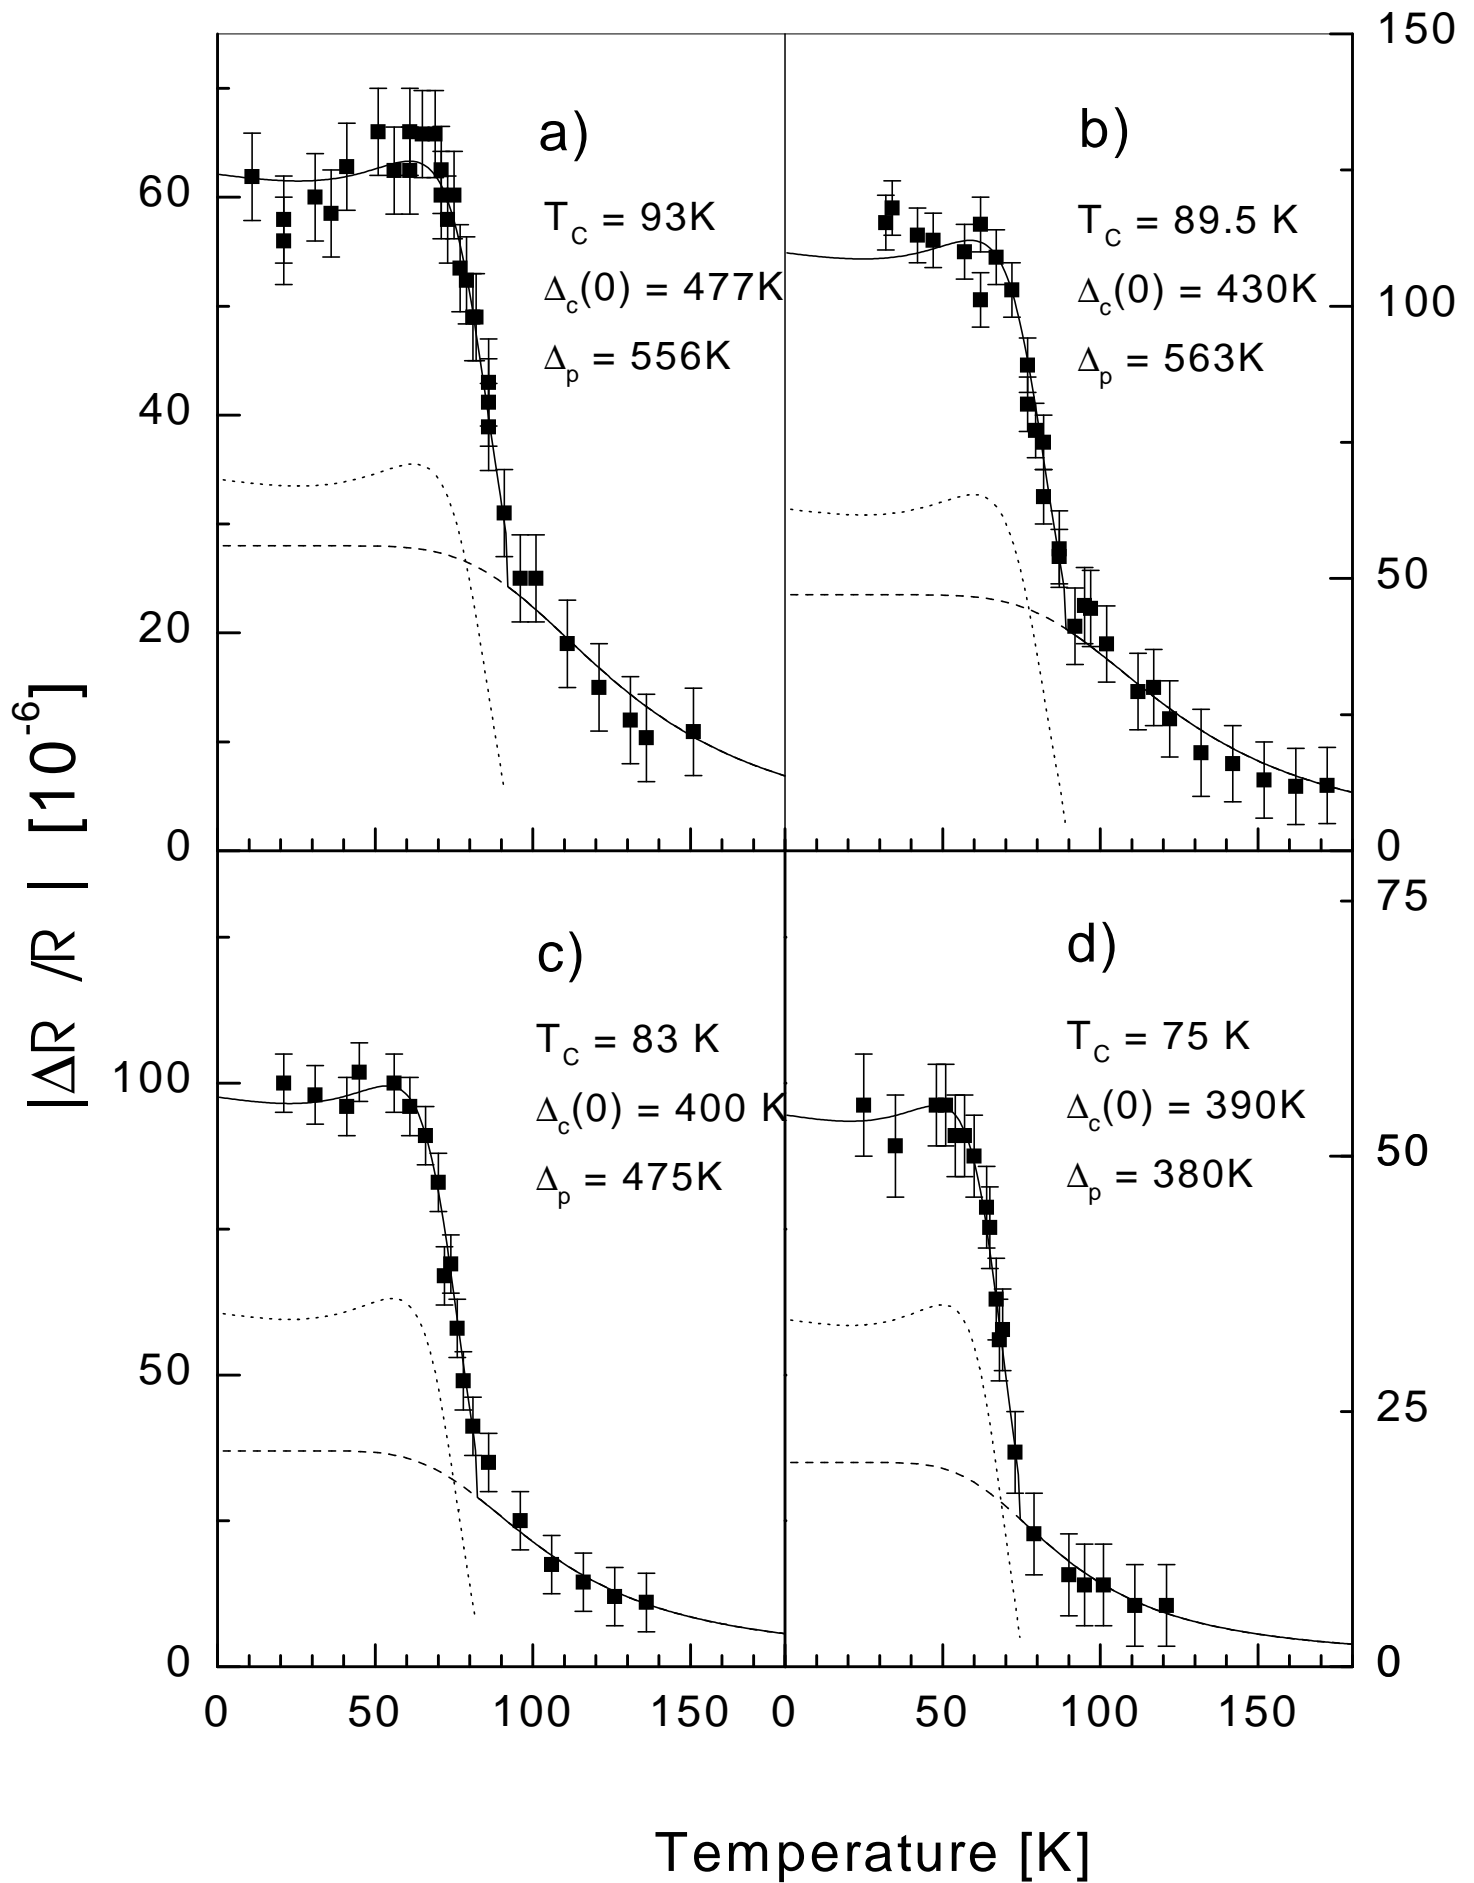 150
a)
b)
T_C = 93K
T_C = 89.5 K
Δ_c(0) = 477K
Δ_c(0) = 430K
Δ_p = 556K
Δ_p = 563K
60
40
20
0
100
50
0
|ΔR /R | [10^-6]
75
c)
d)
T_C = 83 K
T_C = 75 K
Δ_c(0) = 400 K
Δ_c(0) = 390K
Δ_p = 475K
Δ_p = 380K
100
50
0
50
25
0
0 50 100 150 0 50 100 150
Temperature [K]